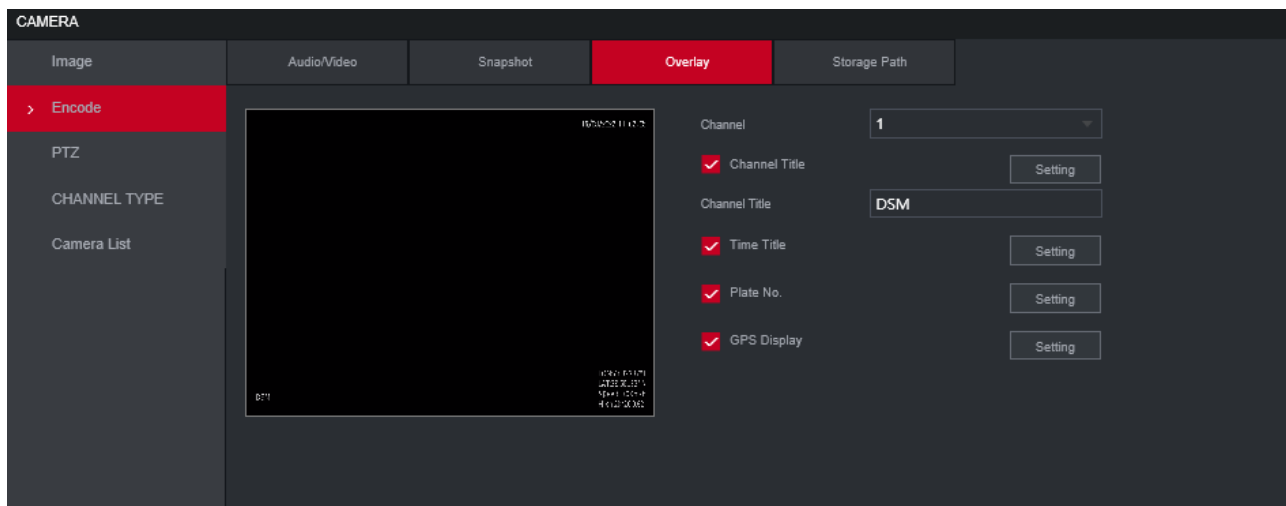 CAMERA
Image
Encode
PTZ
CHANNEL TYPE
Camera List
Audio/Video
Snapshot
Overlay
Storage Path
DSM
Channel
1
Channel Title
Setting
Channel Title
DSM
Time Title
Setting
Plate No.
Setting
GPS Display
Setting